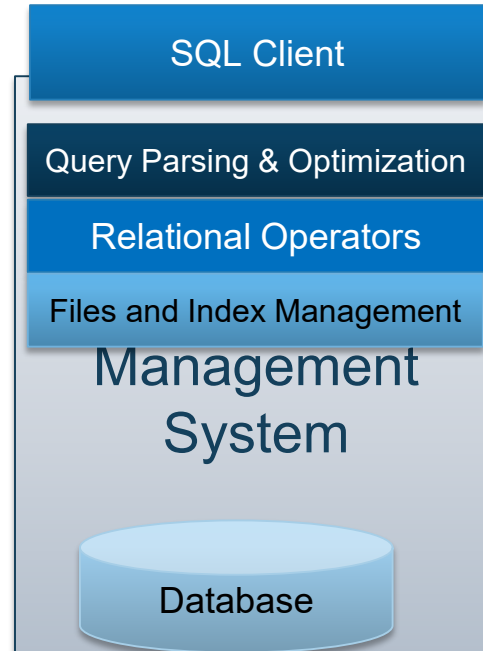 SQL Client
Query Parsing & Optimization
Relational Operators
Files and Index Management
Management
System
Database